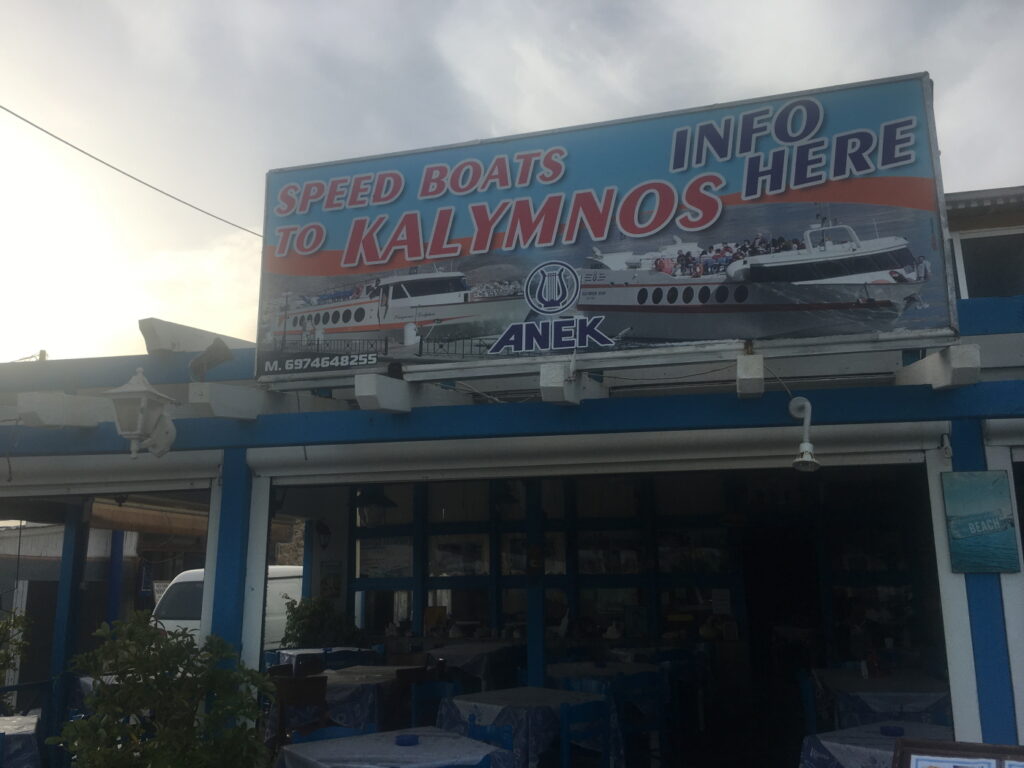 SPEED BOATS
TO KALYMNOS
INFO
HERE
ANEK
M. 6974648255
BEACH